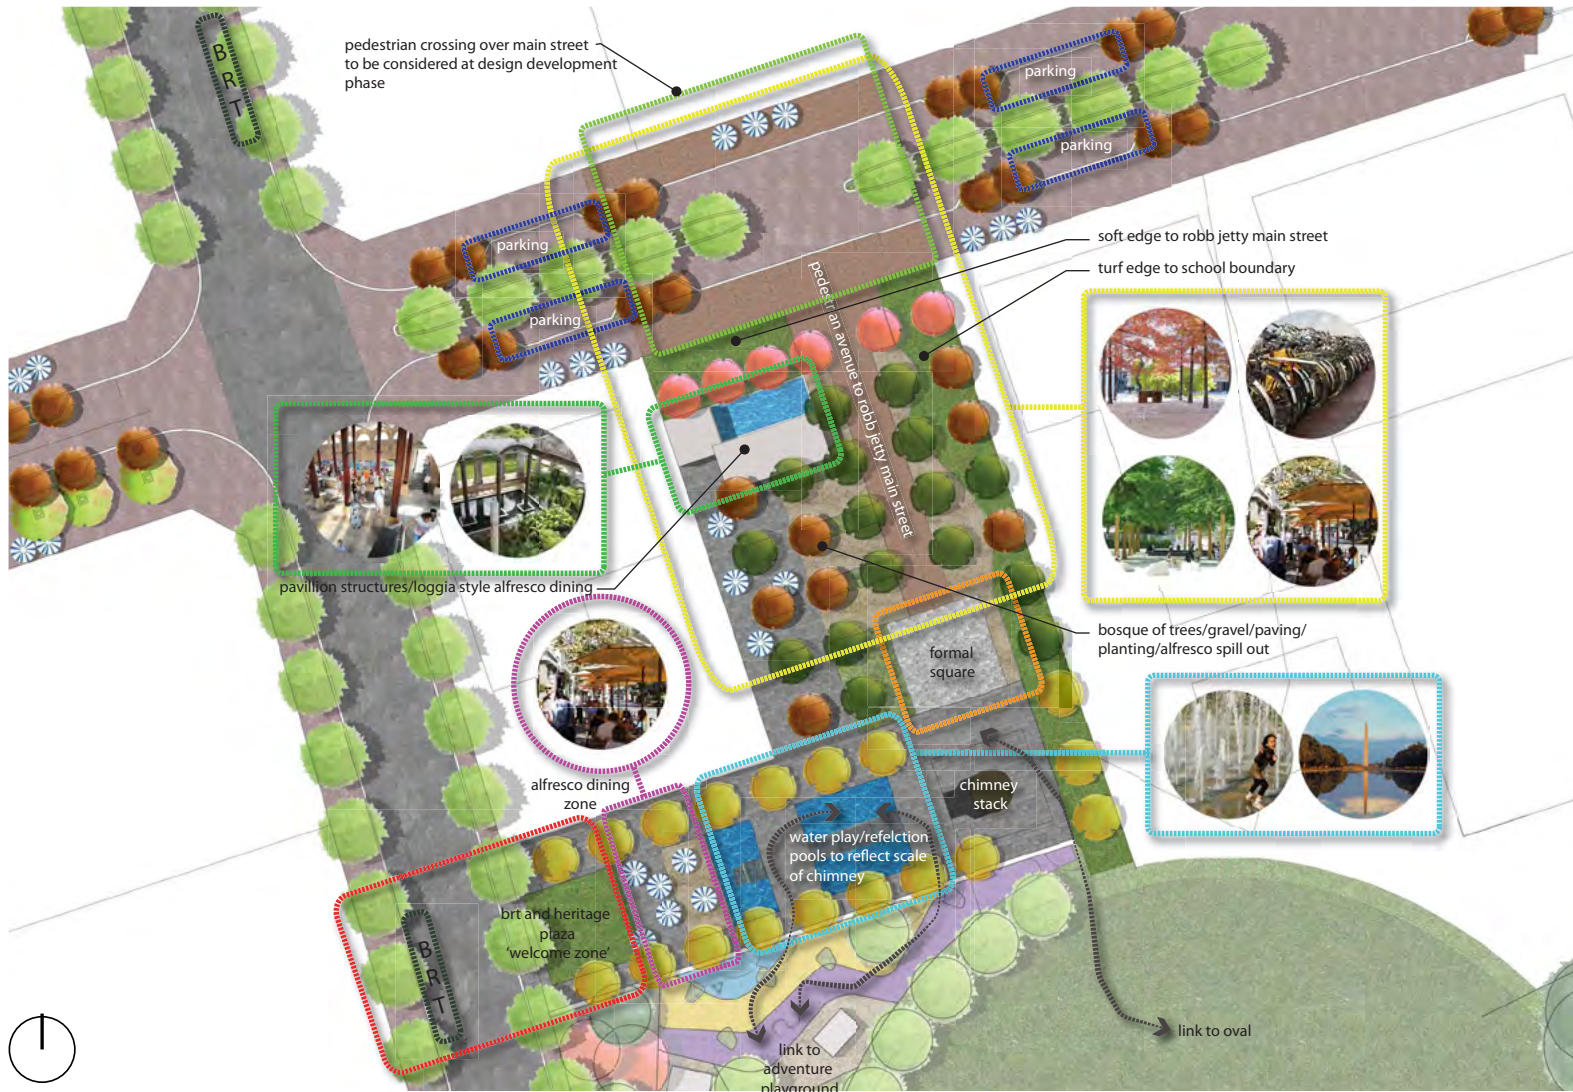 B
R
T
pedestrian crossing over main street
to be considered at design development
phase
parking
parking
parking
parking
soft edge to robb jetty main street
turf edge to school boundary
pedestrian avenue to robb jetty main street
pavillion structures/loggia style alfresco dining
bosque of trees/gravel/paving/
planting/alfresco spill out
formal
square
alfresco dining
zone
chimney
stack
water play/refelction
pools to reflect scale
of chimney
brt and heritage
plaza
'welcome zone'
B
R
T
link to oval
link to
adventure
playground